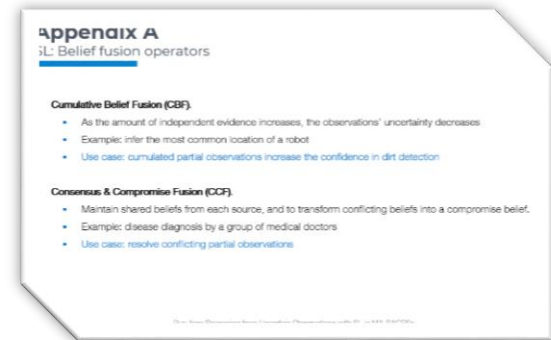 Appendix A
SL: Belief fusion operators
Cumulative Belief Fusion (CBF).
• As the amount of independent evidence increases, the observations' uncertainty decreases
• Example: infer the most common location of a robot
• Use case: cumulated partial observations increase the confidence in dirt detection
Consensus & Compromise Fusion (CCF).
• Maintain shared beliefs from each source, and to transform conflicting beliefs into a compromise belief.
• Example: disease diagnosis by a group of medical doctors
• Use case: resolve conflicting partial observations